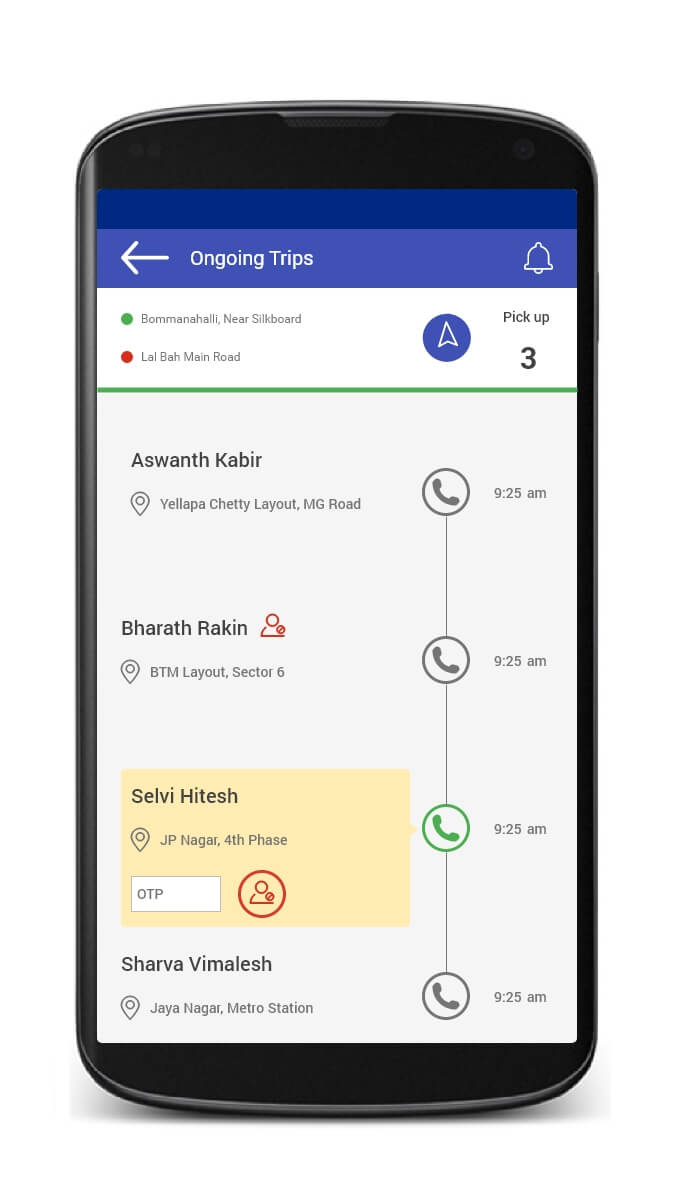 Ongoing Trips
Bommanahalli, Near Silkboard
Pick up
Lal Bah Main Road
3
Aswanth Kabir
Yellapa Chetty Layout, MG Road
9:25 am
Bharath Rakin
BTM Layout, Sector 6
9:25 am
Selvi Hitesh
JP Nagar, 4th Phase
9:25 am
OTP
Sharva Vimalesh
Jaya Nagar, Metro Station
9:25 am